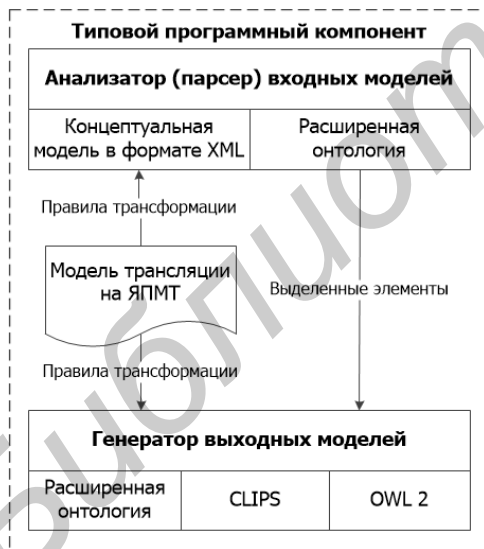 Типовой программный компонент
Анализатор (парсер) входных моделей
Концептуальная
модель в формате XML
Расширенная
онтология
Правила трансформации
Модель трансляции
на ЯПМТ
Выделенные элементы
Правила трансформации
Генератор выходных моделей
Расширенная
онтология
CLIPS
OWL 2